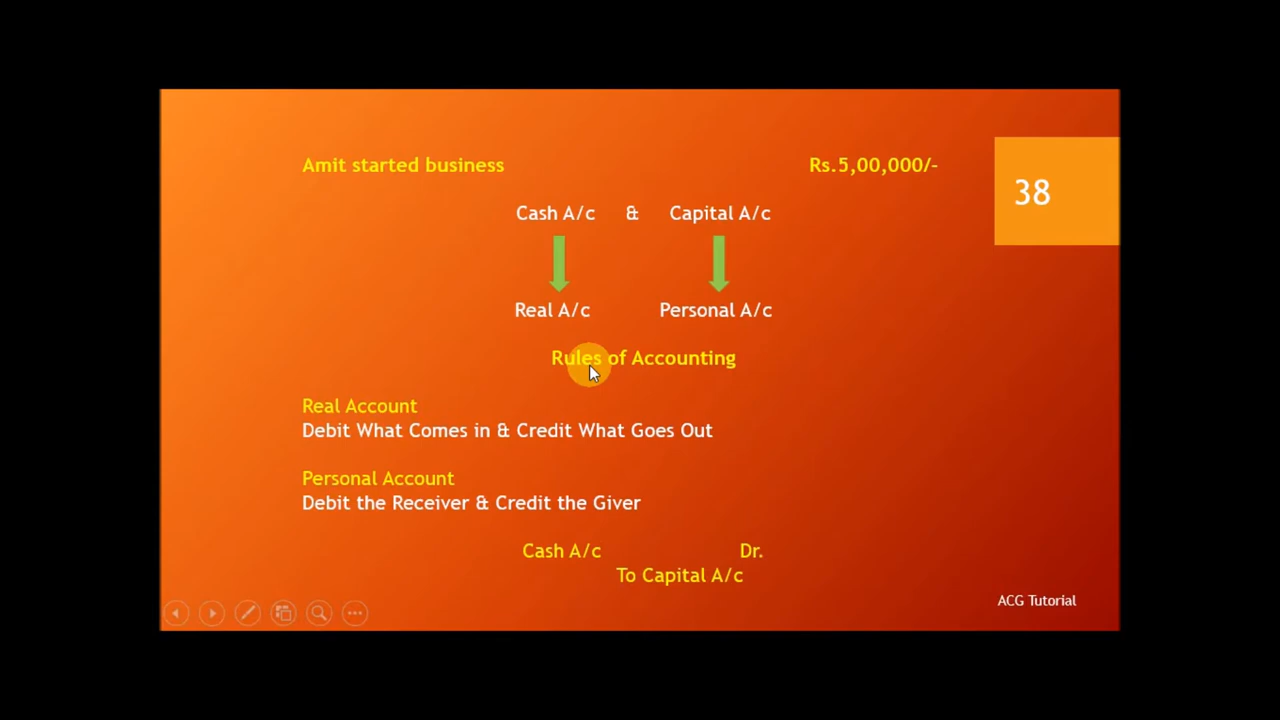 Amit started business Rs.5,00,000/-
38
Cash A/c & Capital A/c
Real A/c Personal A/c
Rules of Accounting
Real Account
Debit What Comes in & Credit What Goes Out
Personal Account
Debit the Receiver & Credit the Giver
Cash A/c Dr.
To Capital A/c
ACG Tutorial